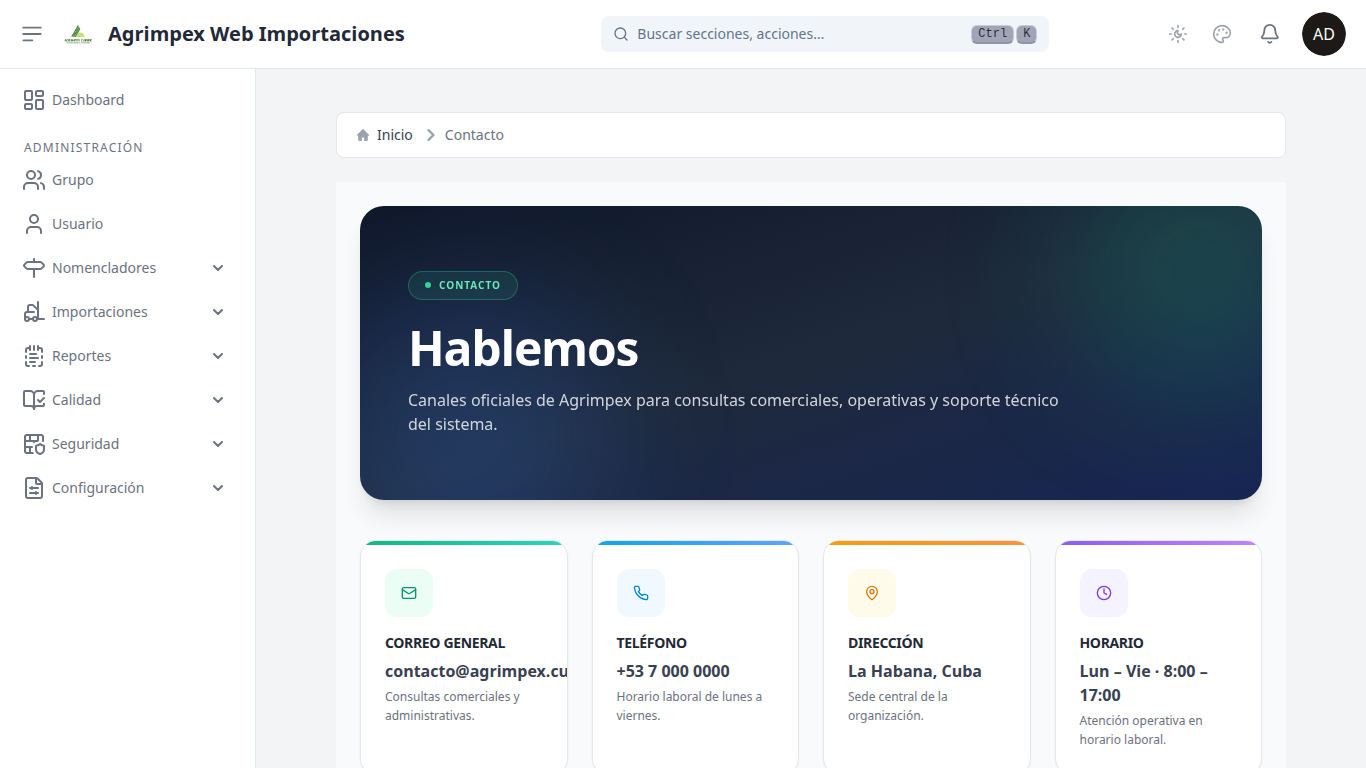 Agrimpex Web Importaciones
Buscar secciones, acciones...
Ctrl K
AD
Dashboard
ADMINISTRACIÓN
Grupo
Usuario
Nomencladores
Importaciones
Reportes
Calidad
Seguridad
Configuración
Inicio
Contacto
CONTACTO
Hablemos
Canales oficiales de Agrimpex para consultas comerciales, operativas y soporte técnico
del sistema.
CORREO GENERAL
contacto@agrimpex.cu
Consultas comerciales y
administrativas.
TELÉFONO
+53 7 000 0000
Horario laboral de lunes a
viernes.
DIRECCIÓN
La Habana, Cuba
Sede central de la
organización.
HORARIO
Lun – Vie · 8:00 –
17:00
Atención operativa en
horario laboral.